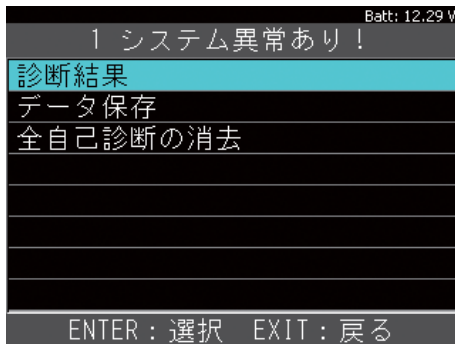 Batt: 12.29 V
1 システム異常あり!
診断結果
データ保存
全自己診断の消去
ENTER:選択 EXIT:戻る